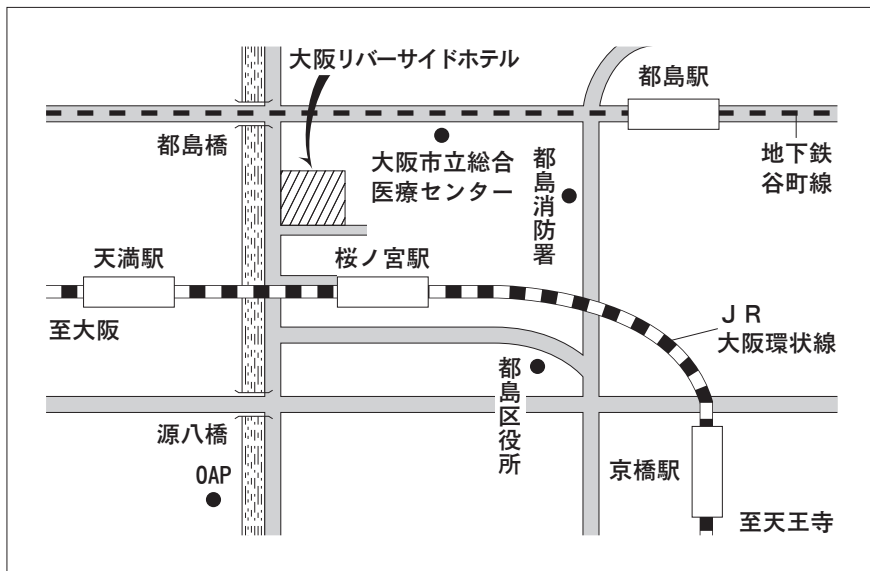 大阪リバーサイドホテル
都島駅
都島橋
大阪市立総合
医療センター
都島消防署
地下鉄
谷町線
天満駅
桜ノ宮駅
至大阪
JR
大阪環状線
都島区役所
源八橋
OAP
京橋駅
至天王寺